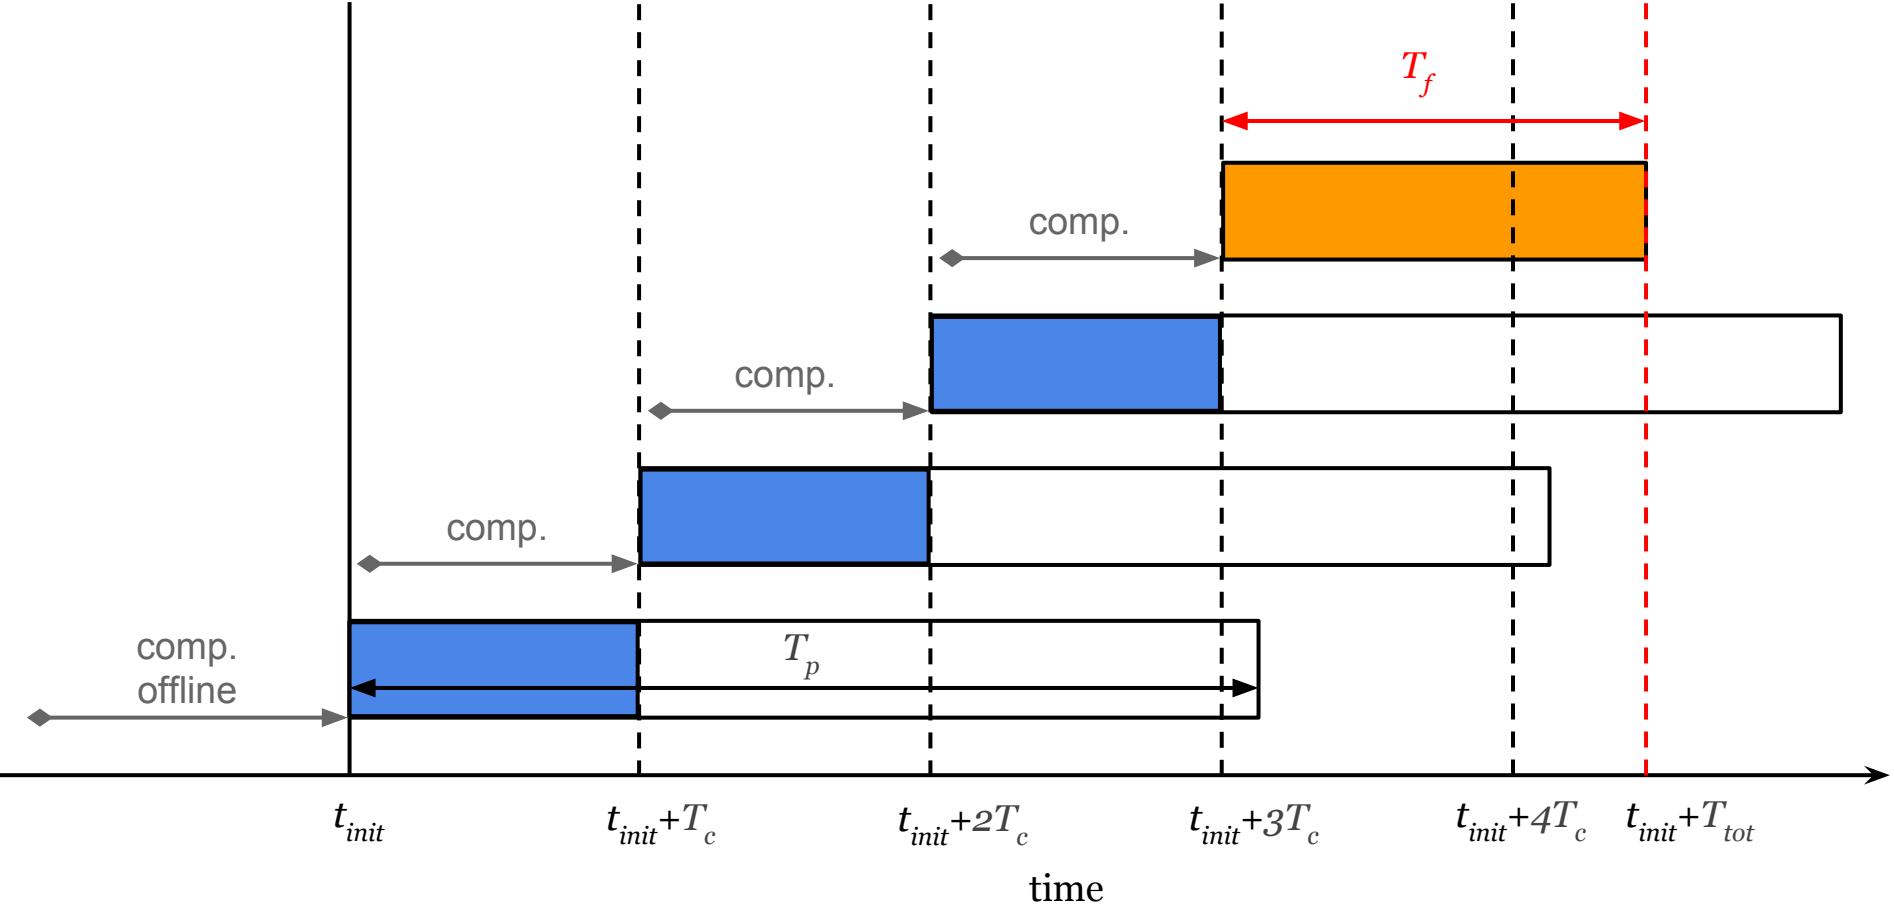 T_f
comp.
comp.
comp.
T_p
comp.
offline
t_init
t_init+T_c
t_init+2T_c
t_init+3T_c
t_init+4T_c
t_init+T_tot
time